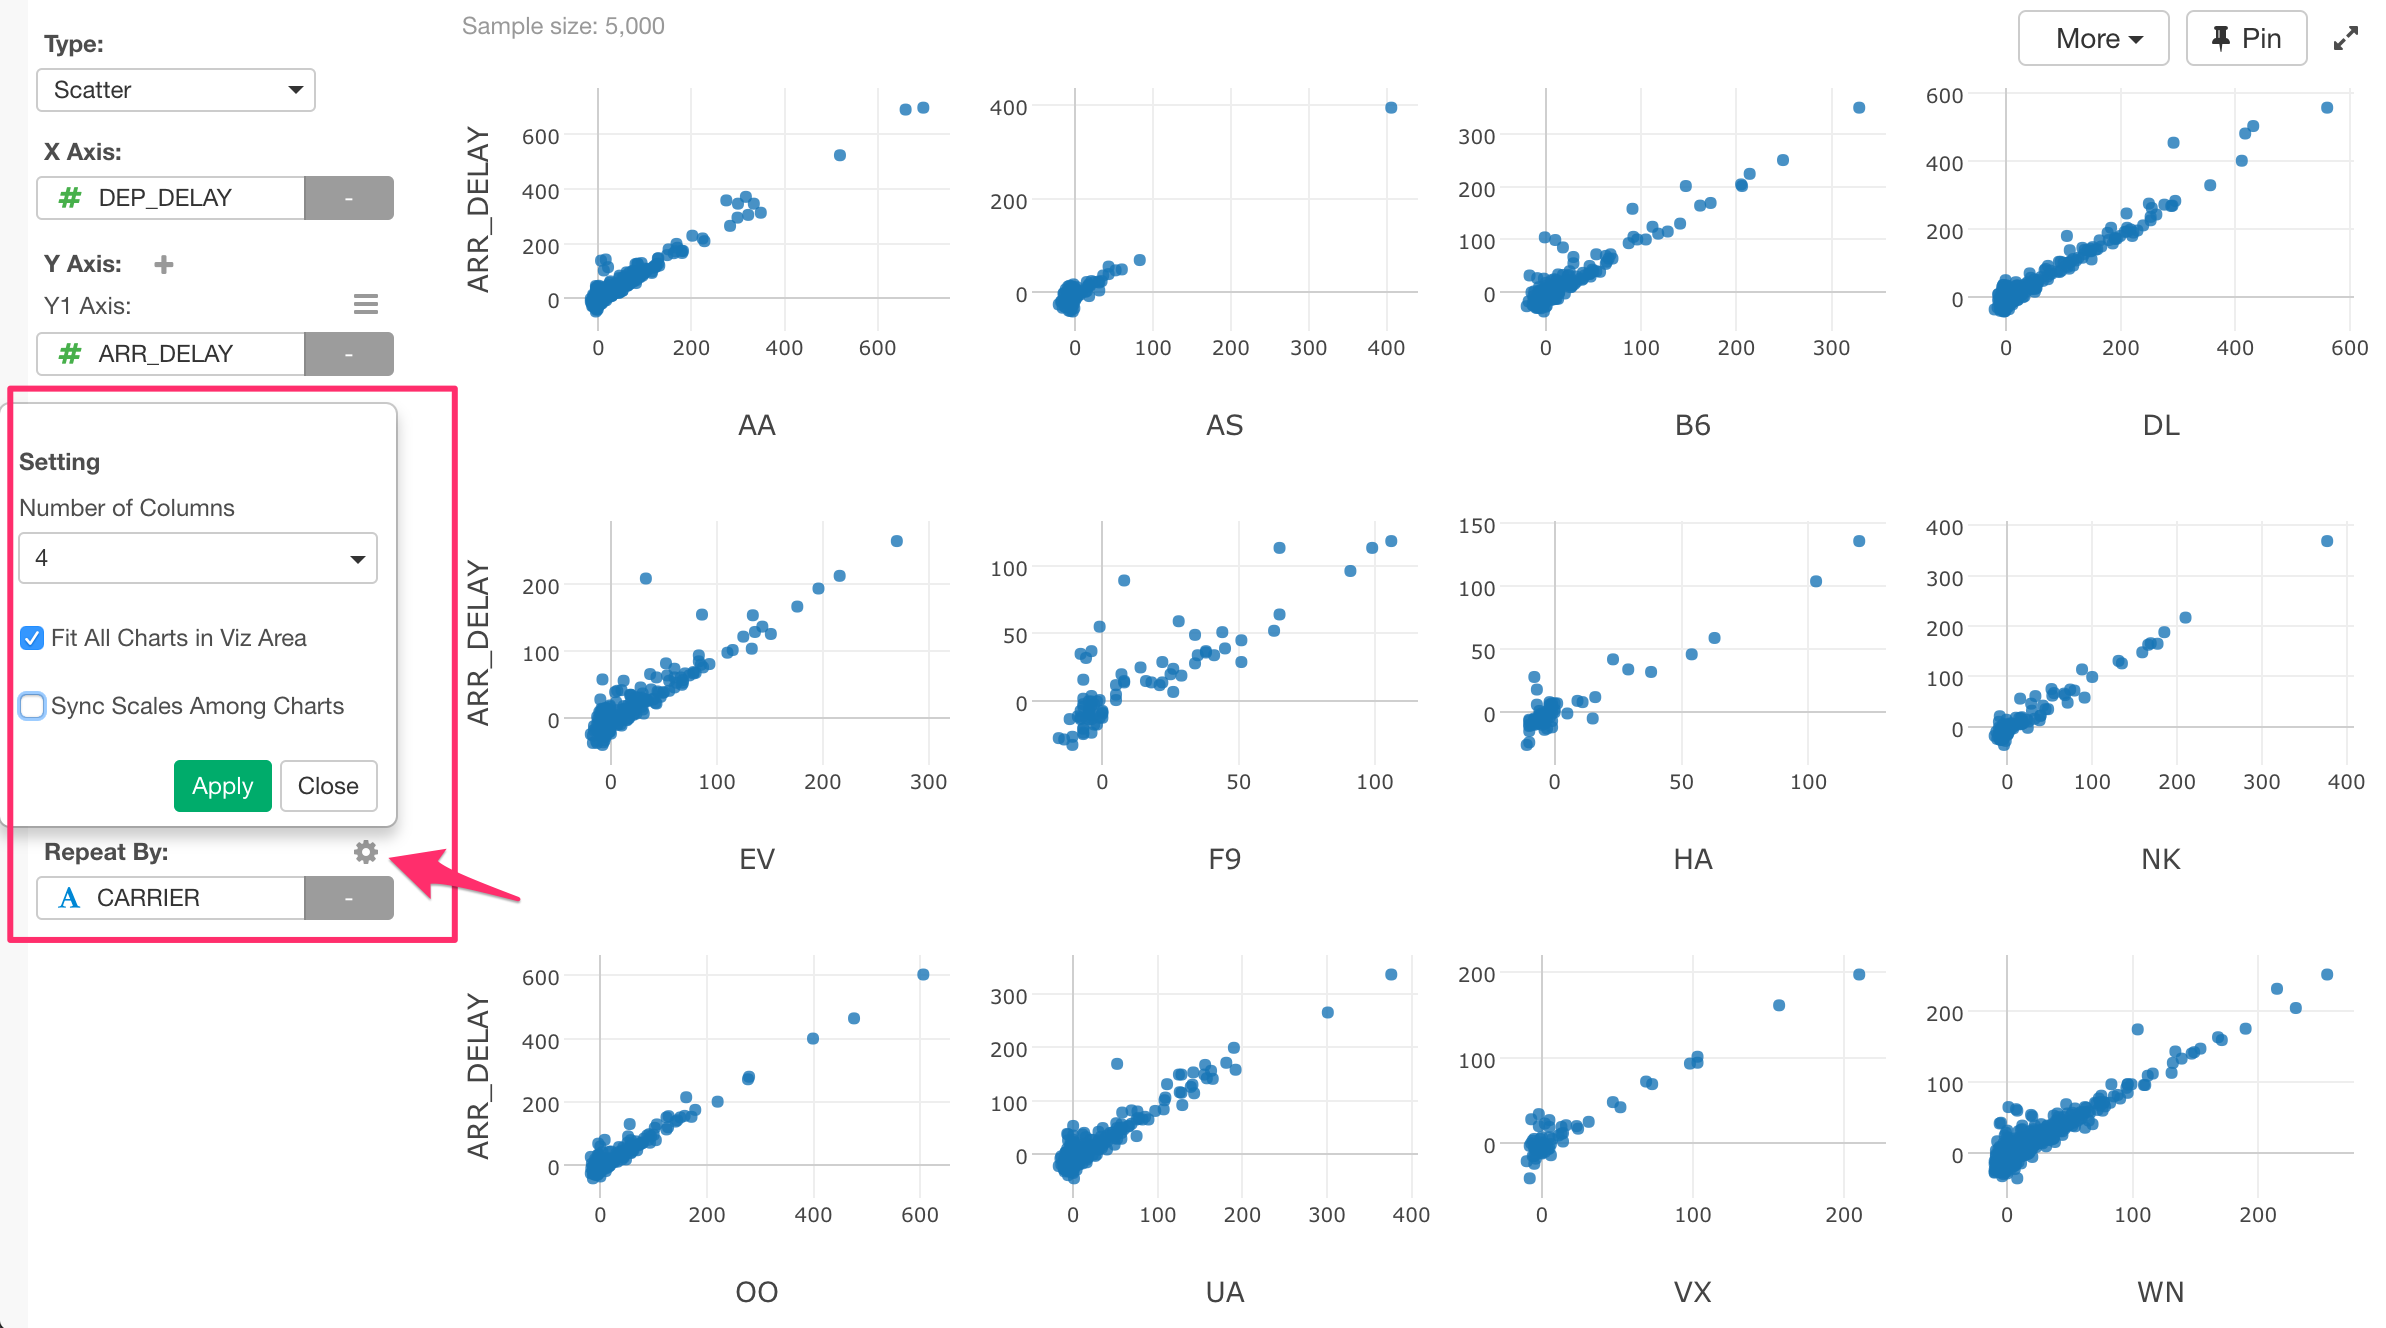 Type:
Scatter
X Axis:
# DEP_DELAY -
Y Axis: +
Y1 Axis:
# ARR_DELAY -
Setting
Number of Columns
4
Fit All Charts in Viz Area
Sync Scales Among Charts
Apply Close
Repeat By:
A CARRIER -
Sample size: 5,000
More Pin
ARR_DELAY
600
400
200
0
0 200 400 600
AA
400
200
0
0 100 200 300 400
AS
300
200
100
0
0 100 200 300
B6
600
400
200
0
0 200 400 600
DL
ARR_DELAY
200
100
0
0 100 200 300
EV
100
50
0
0 50 100
F9
150
100
50
0
0 50 100
HA
400
300
200
100
0
0 100 200 300 400
NK
ARR_DELAY
600
400
200
0
0 200 400 600
OO
300
200
100
0
0 100 200 300 400
UA
200
100
0
0 100 200
VX
200
100
0
0 100 200
WN